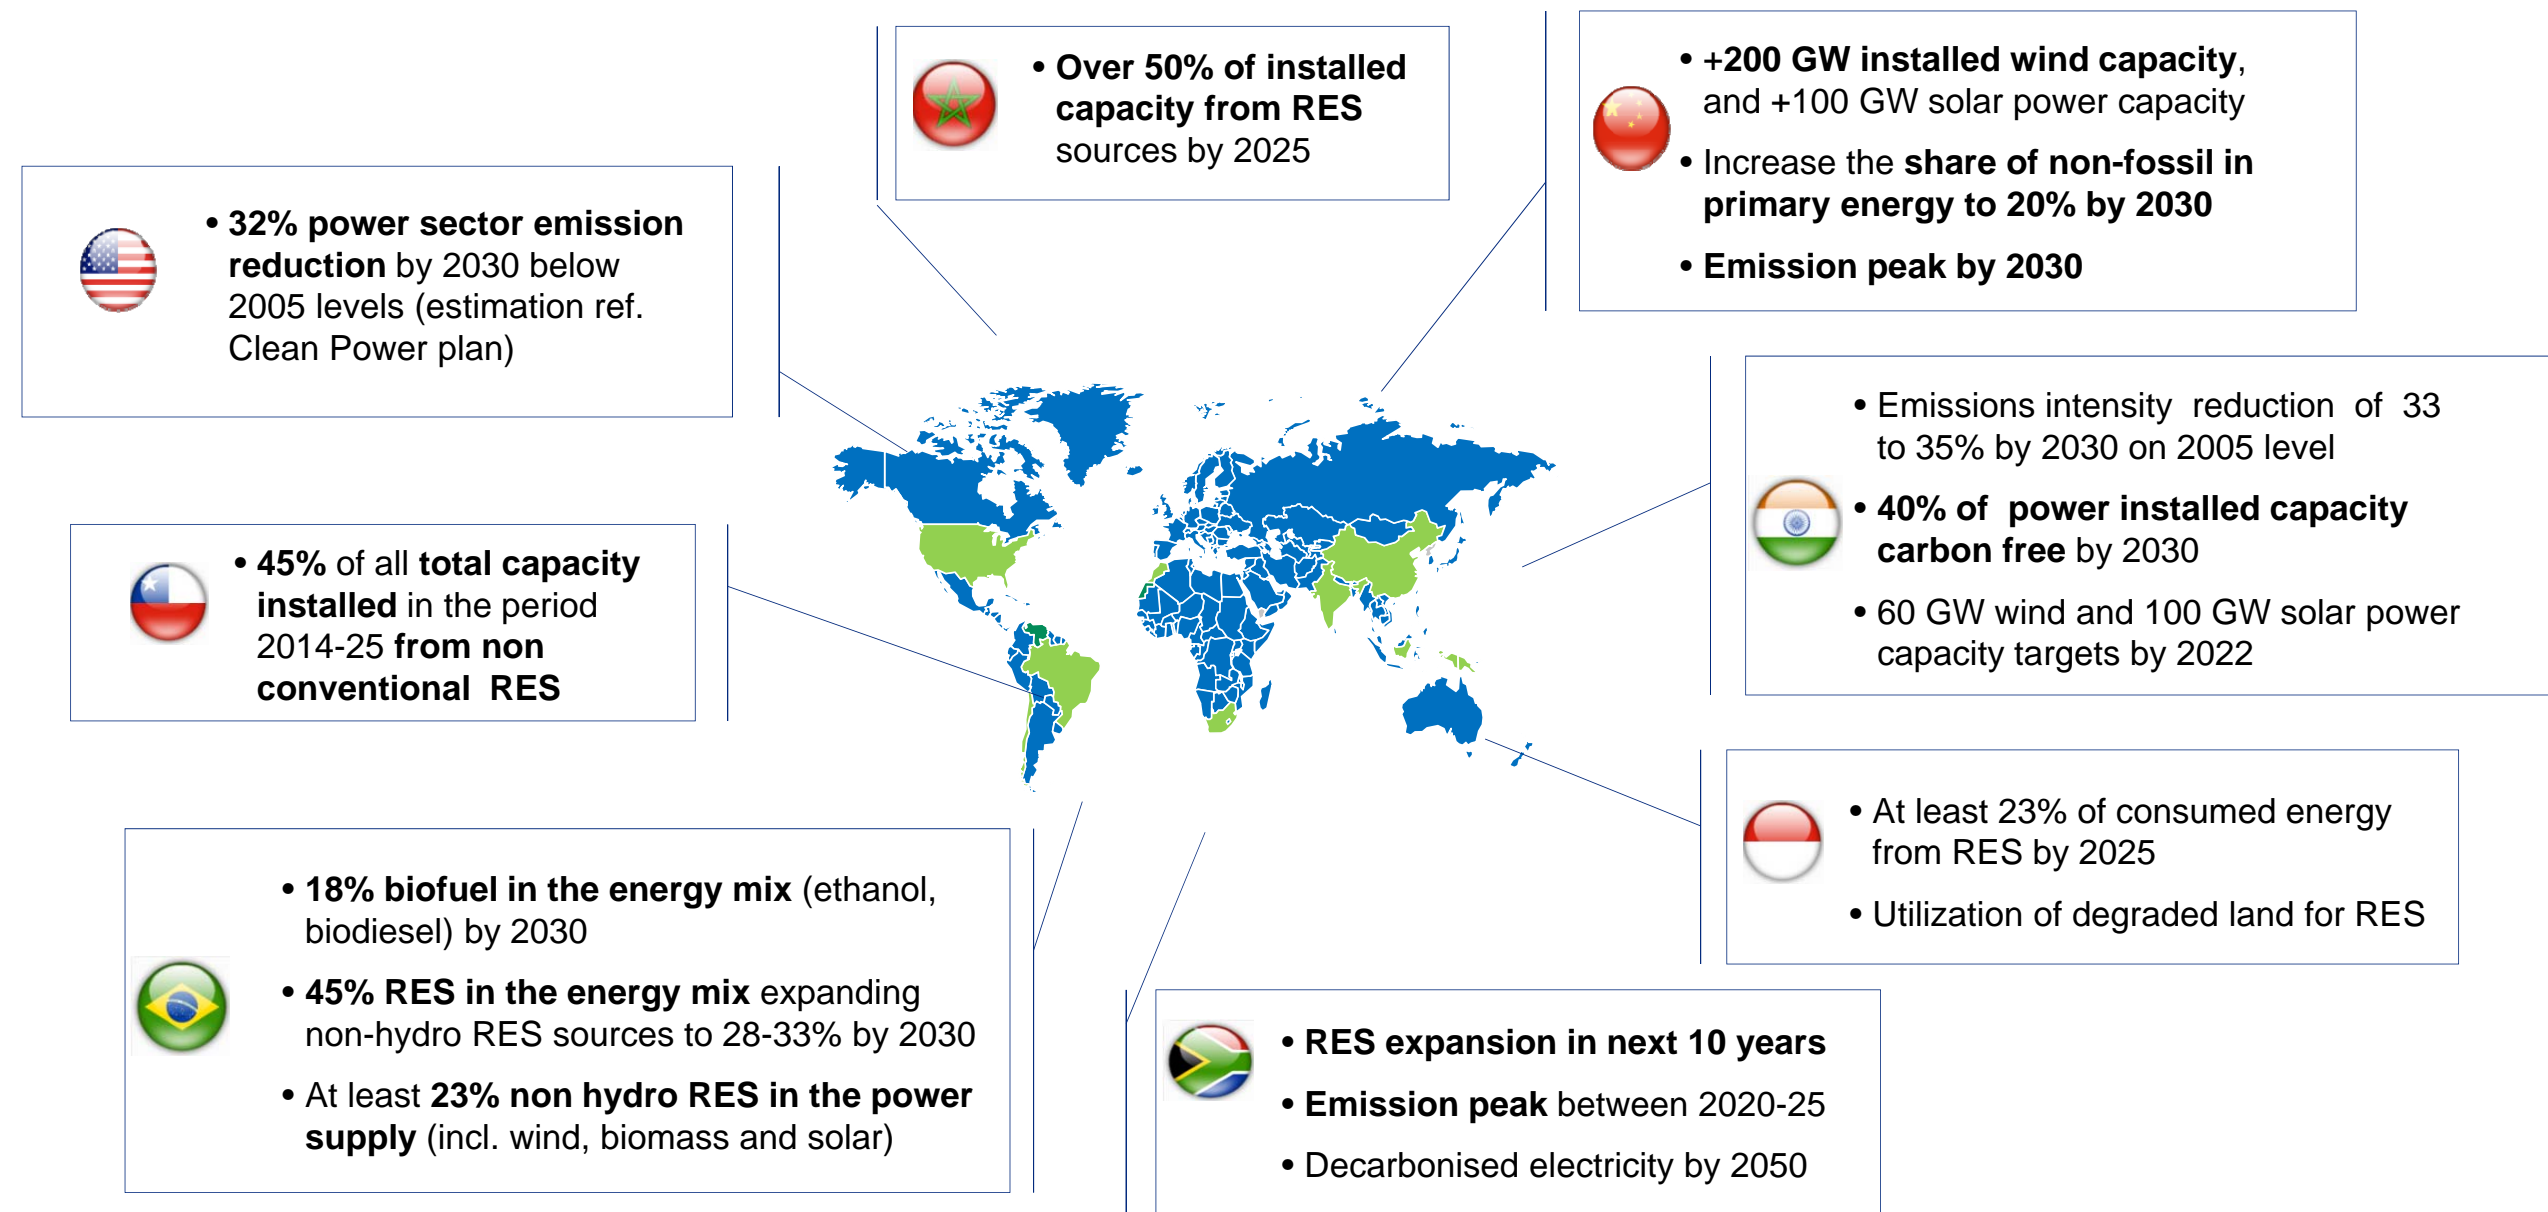 • Over 50% of installed
capacity from RES
sources by 2025
• +200 GW installed wind capacity,
and +100 GW solar power capacity
• Increase the share of non-fossil in
primary energy to 20% by 2030
• Emission peak by 2030
• 32% power sector emission
reduction by 2030 below
2005 levels (estimation ref.
Clean Power plan)
• Emissions intensity reduction of 33
to 35% by 2030 on 2005 level
• 40% of power installed capacity
carbon free by 2030
• 60 GW wind and 100 GW solar power
capacity targets by 2022
• 45% of all total capacity
installed in the period
2014-25 from non
conventional RES
• At least 23% of consumed energy
from RES by 2025
• Utilization of degraded land for RES
• 18% biofuel in the energy mix (ethanol,
biodiesel) by 2030
• 45% RES in the energy mix expanding
non-hydro RES sources to 28-33% by 2030
• At least 23% non hydro RES in the power
supply (incl. wind, biomass and solar)
• RES expansion in next 10 years
• Emission peak between 2020-25
• Decarbonised electricity by 2050